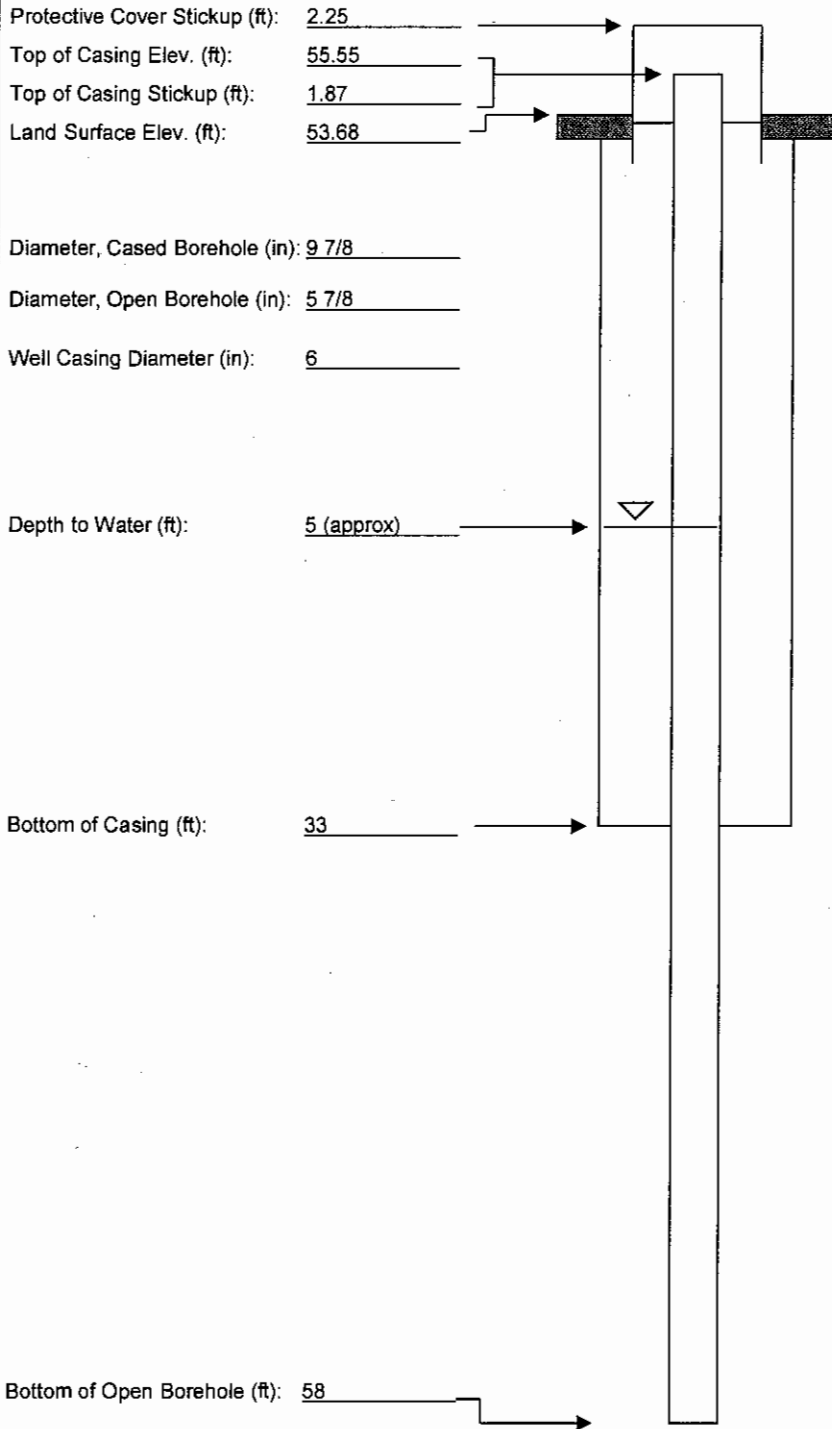 Protective Cover Stickup (ft): 2.25
Top of Casing Elev. (ft): 55.55
Top of Casing Stickup (ft): 1.87
Land Surface Elev. (ft): 53.68
Diameter, Cased Borehole (in): 9 7/8
Diameter, Open Borehole (in): 5 7/8
Well Casing Diameter (in): 6
Depth to Water (ft): 5 (approx)
Bottom of Casing (ft): 33
Bottom of Open Borehole (ft): 58